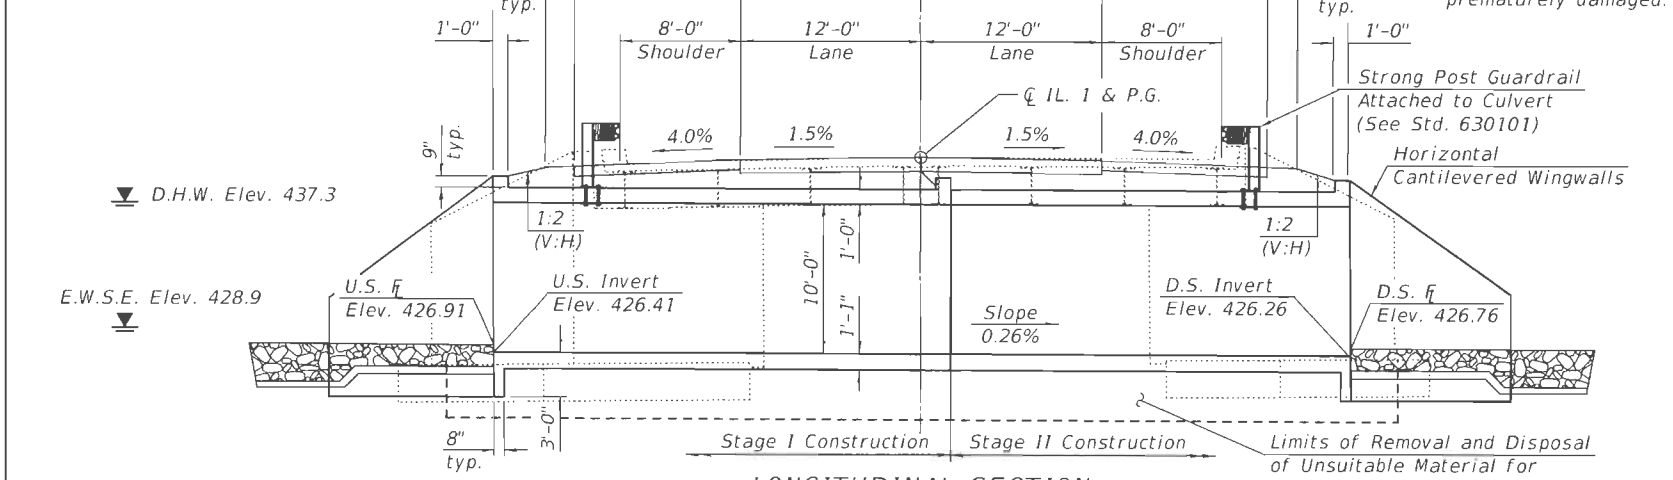 typ.
typ.
prematurely damaged.
1'-0"
8'-0"
Shoulder
12'-0"
Lane
12'-0"
Lane
8'-0"
Shoulder
1'-0"
Strong Post Guardrail
Attached to Culvert
(See Std. 630101)
℄ IL. 1 & P.G.
4.0%
1.5%
1.5%
4.0%
9"
typ.
Horizontal
Cantilevered Wingwalls
D.H.W. Elev. 437.3
1:2
(V:H)
1:2
(V:H)
10'-0"
1'-0"
1'-1"
E.W.S.E. Elev. 428.9
U.S. FL
Elev. 426.91
U.S. Invert
Elev. 426.41
D.S. Invert
Elev. 426.26
D.S. FL
Elev. 426.76
Slope
0.26%
8"
typ.
3'-0"
Stage I Construction
Stage II Construction
Limits of Removal and Disposal
of Unsuitable Material for
LONGITUDINAL SECTION